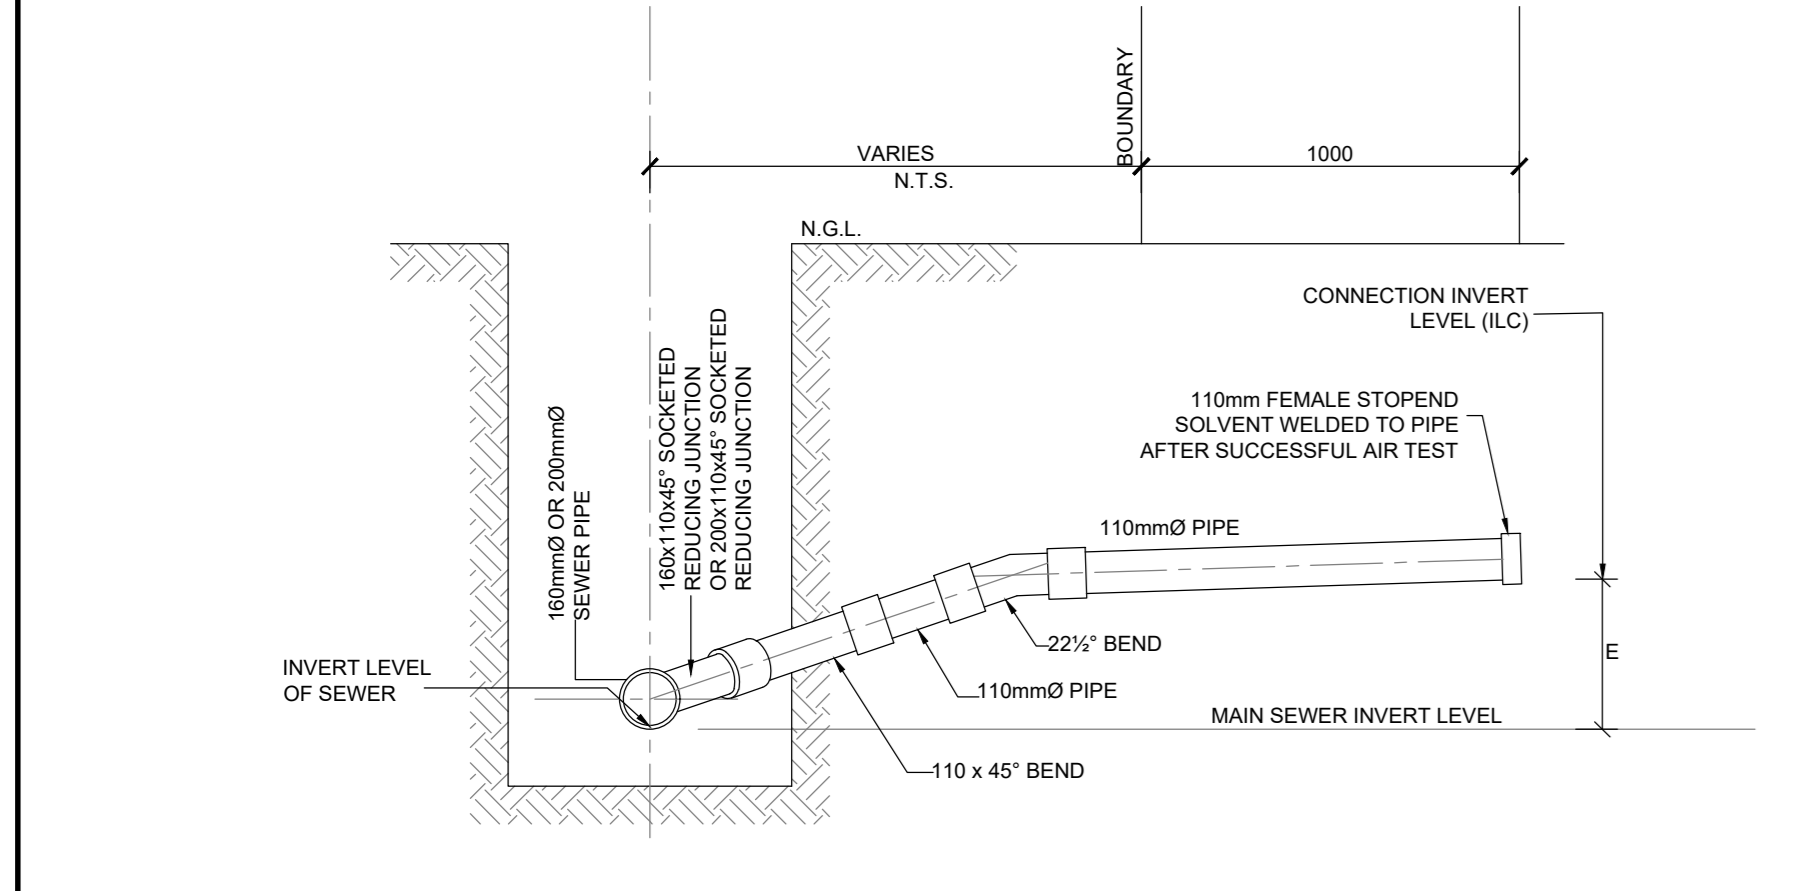 BOUNDARY
VARIES
1000
N.T.S.
N.G.L.
CONNECTION INVERT
LEVEL (ILC)
160mmØ OR 200mmØ
SEWER PIPE
160x110x45° SOCKETED
REDUCING JUNCTION
OR 200x110x45° SOCKETED
REDUCING JUNCTION
110mm FEMALE STOPEND
SOLVENT WELDED TO PIPE
AFTER SUCCESSFUL AIR TEST
110mmØ PIPE
22½° BEND
E
INVERT LEVEL
OF SEWER
110mmØ PIPE
MAIN SEWER INVERT LEVEL
110 x 45° BEND